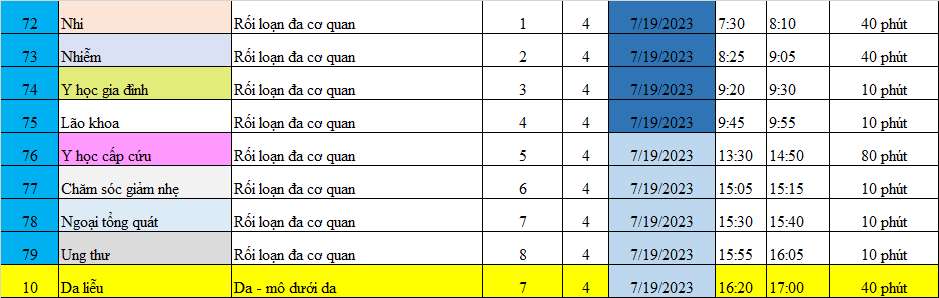 72 Nhi Rối loạn đa cơ quan 1 4 7/19/2023 7:30 8:10 40 phút
73 Nhiễm Rối loạn đa cơ quan 2 4 7/19/2023 8:25 9:05 40 phút
74 Y học gia đình Rối loạn đa cơ quan 3 4 7/19/2023 9:20 9:30 10 phút
75 Lão khoa Rối loạn đa cơ quan 4 4 7/19/2023 9:45 9:55 10 phút
76 Y học cấp cứu Rối loạn đa cơ quan 5 4 7/19/2023 13:30 14:50 80 phút
77 Chăm sóc giảm nhẹ Rối loạn đa cơ quan 6 4 7/19/2023 15:05 15:15 10 phút
78 Ngoại tổng quát Rối loạn đa cơ quan 7 4 7/19/2023 15:30 15:40 10 phút
79 Ung thư Rối loạn đa cơ quan 8 4 7/19/2023 15:55 16:05 10 phút
10 Da liễu Da - mô dưới da 7 4 7/19/2023 16:20 17:00 40 phút